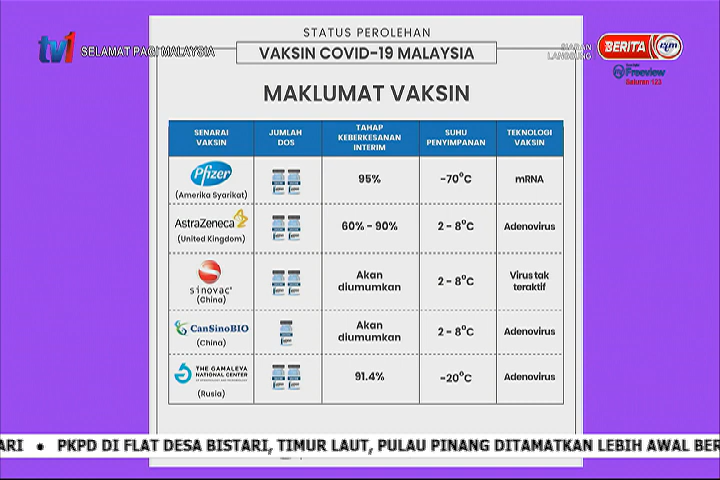 STATUS PEROLEHAN
VAKSIN COVID-19 MALAYSIA
tv1 SELAMAT PAGI MALAYSIA
SIARAN
LANGSUNG
BERITA rtm
Freeview
Saluran 123
MAKLUMAT VAKSIN
SENARAI
VAKSIN
JUMLAH
DOS
TAHAP
KEBERKESANAN
INTERIM
SUHU
PENYIMPANAN
TEKNOLOGI
VAKSIN
Pfizer
(Amerika Syarikat)
95%
-70°C
mRNA
AstraZeneca
(United Kingdom)
60% - 90%
2 - 8°C
Adenovirus
sinovac
(China)
Akan
diumumkan
2 - 8°C
Virus tak
teraktif
CanSinoBIO
(China)
Akan
diumumkan
2 - 8°C
Adenovirus
THE GAMALEYA
NATIONAL CENTER
(Rusia)
91.4%
-20°C
Adenovirus
ARI • PKPD DI FLAT DESA BISTARI, TIMUR LAUT, PULAU PINANG DITAMATKAN LEBIH AWAL BER